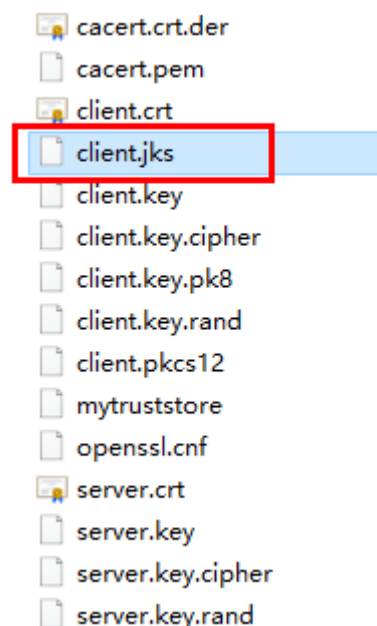 cacert.crt.der
cacert.pem
client.crt
client.jks
client.key
client.key.cipher
client.key.pk8
client.key.rand
client.pkcs12
mytruststore
openssl.cnf
server.crt
server.key
server.key.cipher
server.key.rand